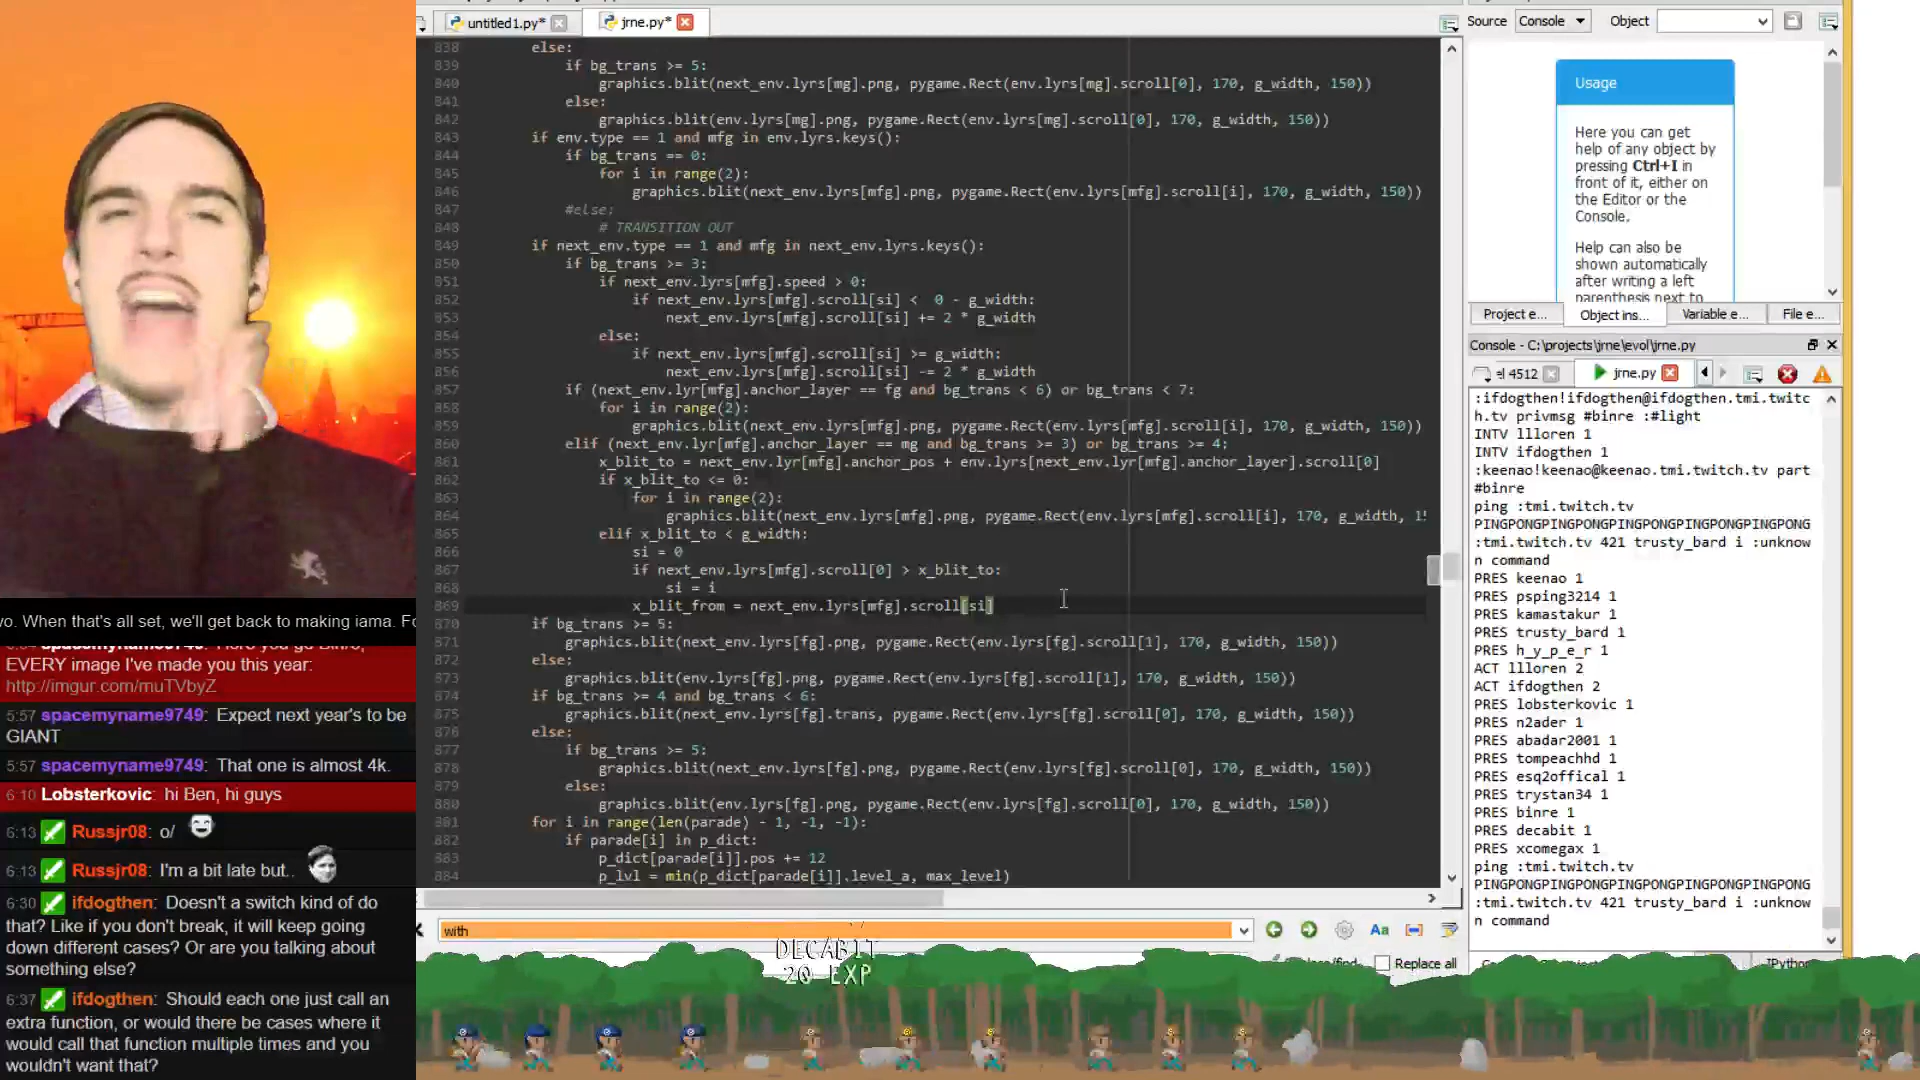 untitled1.py*
jrne.py*
838 else:
839 if bg_trans >= 5:
840 graphics.blit(next_env.lyrs[mg].png, pygame.Rect(env.lyrs[mg].scroll[0], 170, g_width, 150))
841 else:
842 graphics.blit(env.lyrs[mg].png, pygame.Rect(env.lyrs[mg].scroll[0], 170, g_width, 150))
843 if env.type == 1 and mfg in env.lyrs.keys():
844 if bg_trans == 0:
845 for i in range(2):
846 graphics.blit(next_env.lyrs[mfg].png, pygame.Rect(env.lyrs[mfg].scroll[i], 170, g_width, 150))
847 #else:
848 # TRANSITION OUT
849 if next_env.type == 1 and mfg in next_env.lyrs.keys():
850 if bg_trans >= 3:
851 if next_env.lyrs[mfg].speed > 0:
852 if next_env.lyrs[mfg].scroll[si] < 0 - g_width:
853 next_env.lyrs[mfg].scroll[si] += 2 * g_width
854 else:
855 if next_env.lyrs[mfg].scroll[si] >= g_width:
856 next_env.lyrs[mfg].scroll[si] -= 2 * g_width
857 if (next_env.lyr[mfg].anchor_layer == fg and bg_trans < 6) or bg_trans < 7:
858 for i in range(2):
859 graphics.blit(next_env.lyrs[mfg].png, pygame.Rect(env.lyrs[mfg].scroll[i], 170, g_width, 150))
860 elif (next_env.lyr[mfg].anchor_layer == mg and bg_trans >= 3) or bg_trans >= 4:
861 x_blit_to = next_env.lyr[mfg].anchor_pos + env.lyrs[next_env.lyr[mfg].anchor_layer].scroll[0]
862 if x_blit_to <= 0:
863 for i in range(2):
864 graphics.blit(next_env.lyrs[mfg].png, pygame.Rect(env.lyrs[mfg].scroll[i], 170, g_width, 15
865 elif x_blit_to < g_width:
866 si = 0
867 if next_env.lyrs[mfg].scroll[0] > x_blit_to:
868 si = i
869 x_blit_from = next_env.lyrs[mfg].scroll[si]
870 if bg_trans >= 5:
871 graphics.blit(next_env.lyrs[fg].png, pygame.Rect(env.lyrs[fg].scroll[1], 170, g_width, 150))
872 else:
873 graphics.blit(env.lyrs[fg].png, pygame.Rect(env.lyrs[fg].scroll[1], 170, g_width, 150))
874 if bg_trans >= 4 and bg_trans < 6:
875 graphics.blit(next_env.lyrs[fg].trans, pygame.Rect(env.lyrs[fg].scroll[0], 170, g_width, 150))
876 else:
877 if bg_trans >= 5:
878 graphics.blit(next_env.lyrs[fg].png, pygame.Rect(env.lyrs[fg].scroll[0], 170, g_width, 150))
879 else:
880 graphics.blit(env.lyrs[fg].png, pygame.Rect(env.lyrs[fg].scroll[0], 170, g_width, 150))
881 for i in range(len(parade) - 1, -1, -1):
882 if parade[i] in p_dict:
883 p_dict[parade[i]].pos += 12
884 p_lvl = min(p_dict[parade[i]].level_a, max_level)
with
Replace all
Source Console Object
Usage
Here you can get
help of any object by
pressing Ctrl+I in
front of it, either on
the Editor or the
Console.
Help can also be
shown automatically
after writing a left
parenthesis next to
Project e...
Object ins...
Variable e...
File e...
Console - C:\projects\jrne\evol\jrne.py
el 4512
jrne.py
:ifdogthen!ifdogthen@ifdogthen.tmi.twitc
h.tv privmsg #binre :#light
INTV llloren 1
INTV ifdogthen 1
:keenao!keenao@keenao.tmi.twitch.tv part
#binre
ping :tmi.twitch.tv
PINGPONGPINGPONGPINGPONGPINGPONGPINGPONG
:tmi.twitch.tv 421 trusty_bard i :unknow
n command
PRES keenao 1
PRES psping3214 1
PRES kamastakur 1
PRES trusty_bard 1
PRES h_y_p_e_r 1
ACT llloren 2
ACT ifdogthen 2
PRES lobsterkovic 1
PRES n2ader 1
PRES abadar2001 1
PRES tompeachhd 1
PRES esq2offical 1
PRES trystan34 1
PRES binre 1
PRES decabit 1
PRES xcomegax 1
ping :tmi.twitch.tv
PINGPONGPINGPONGPINGPONGPINGPONGPINGPONG
:tmi.twitch.tv 421 trusty_bard i :unknow
n command
vo. When that's all set, we'll get back to making iama. Fo
EVERY image I've made you this year:
http://imgur.com/muTVbyZ
5:57 spacemyname9749: Expect next year's to be
GIANT
5:57 spacemyname9749: That one is almost 4k.
6:10 Lobsterkovic: hi Ben, hi guys
6:13 Russjr08: o/
6:13 Russjr08: I'm a bit late but..
6:30 ifdogthen: Doesn't a switch kind of do
that? Like if you don't break, it will keep going
down different cases? Or are you talking about
something else?
6:37 ifdogthen: Should each one just call an
extra function, or would there be cases where it
would call that function multiple times and you
wouldn't want that?
DECABIT
20 EXP